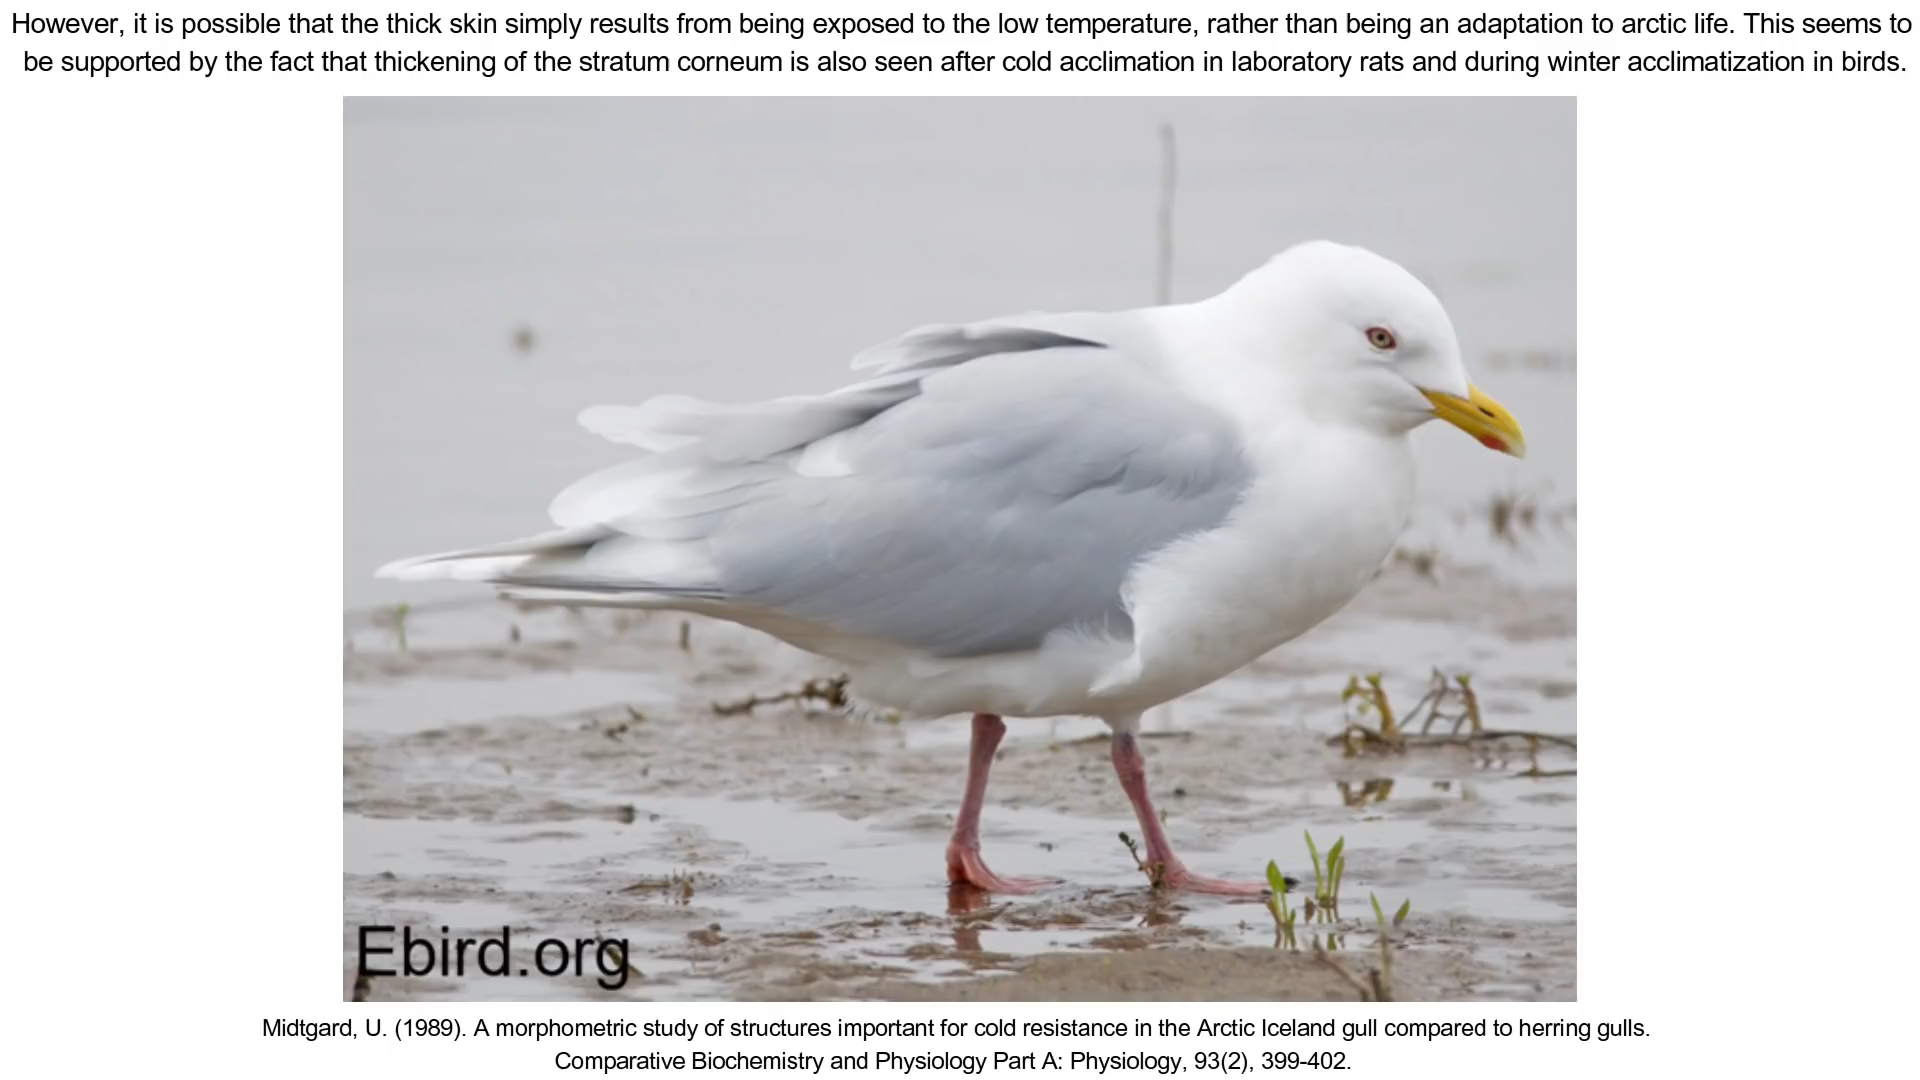 However, it is possible that the thick skin simply results from being exposed to the low temperature, rather than being an adaptation to arctic life. This seems to
be supported by the fact that thickening of the stratum corneum is also seen after cold acclimation in laboratory rats and during winter acclimatization in birds.
Ebird.org
Midtgard, U. (1989). A morphometric study of structures important for cold resistance in the Arctic Iceland gull compared to herring gulls.
Comparative Biochemistry and Physiology Part A: Physiology, 93(2), 399-402.